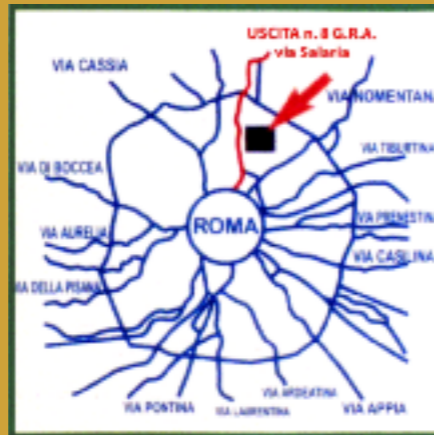 USCITA n. 8 G.R.A.
via Salaria
VIA CASSIA
VIA NOMENTANA
VIA TIBURTINA
VIA DI BOCCEA
VIA PRENESTINA
VIA AURELIA
ROMA
VIA CASILINA
VIA DELLA PISANA
VIA ARDEATINA
VIA PONTINA
VIA LAURENTINA
VIA APPIA